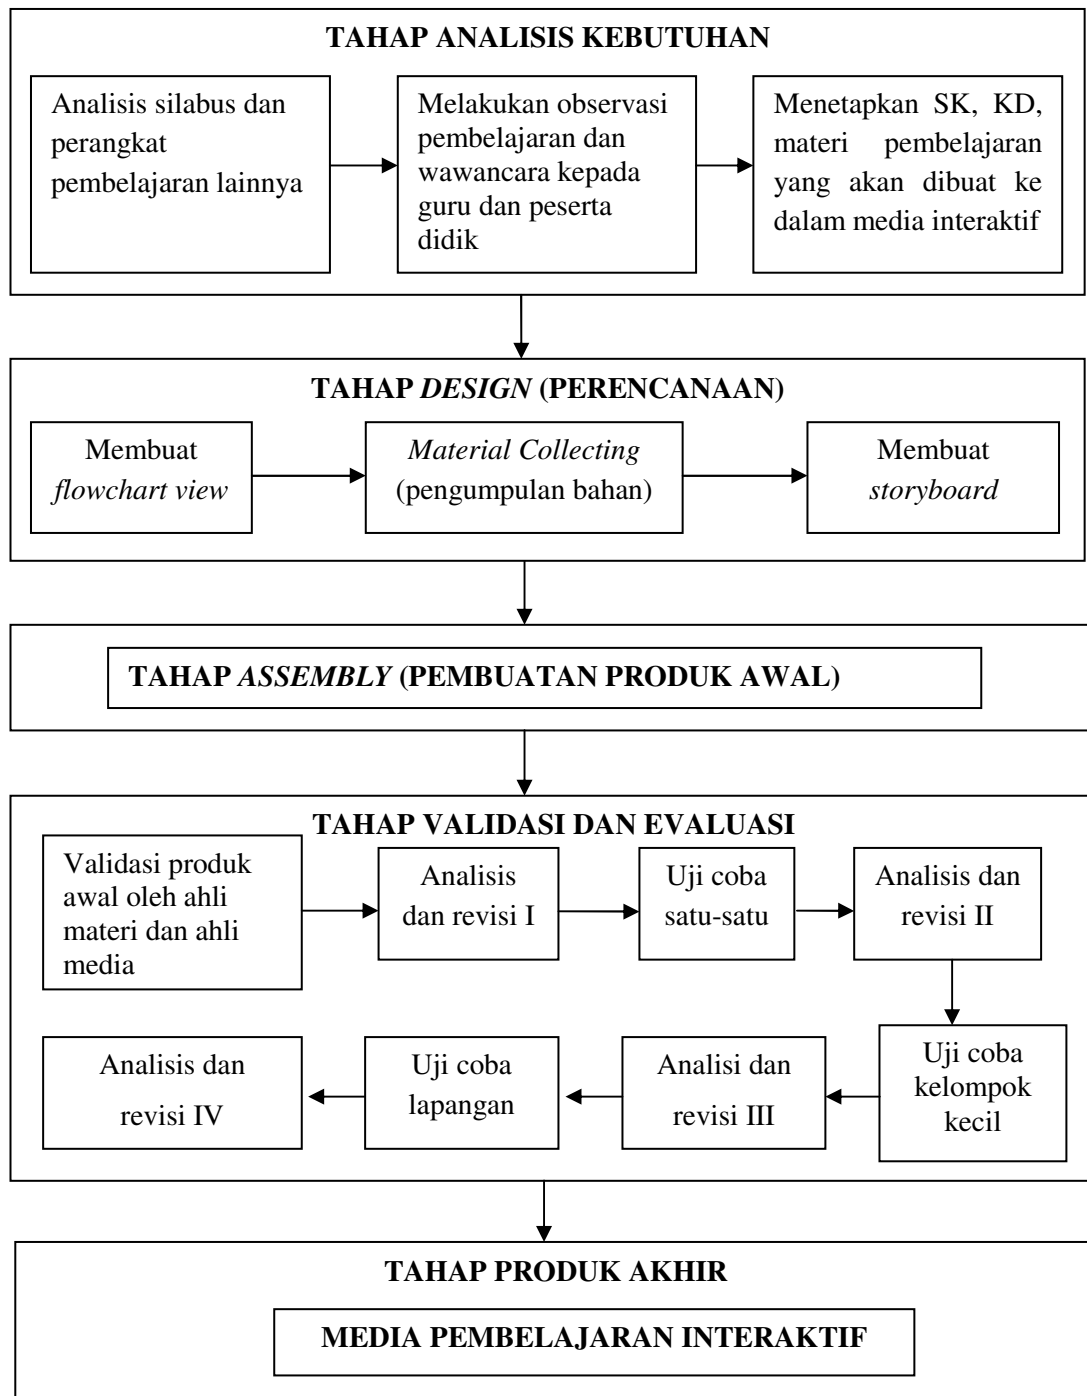 TAHAP ANALISIS KEBUTUHAN
Analisis silabus dan
perangkat
pembelajaran lainnya
Melakukan observasi
pembelajaran dan
wawancara kepada
guru dan peserta
didik
Menetapkan SK, KD,
materi pembelajaran
yang akan dibuat ke
dalam media interaktif
TAHAP DESIGN (PERENCANAAN)
Membuat
flowchart view
Material Collecting
(pengumpulan bahan)
Membuat
storyboard
TAHAP ASSEMBLY (PEMBUATAN PRODUK AWAL)
TAHAP VALIDASI DAN EVALUASI
Validasi produk
awal oleh ahli
materi dan ahli
media
Analisis
dan revisi I
Uji coba
satu-satu
Analisis dan
revisi II
Uji coba
kelompok
kecil
Analisi dan
revisi III
Uji coba
lapangan
Analisis dan
revisi IV
TAHAP PRODUK AKHIR
MEDIA PEMBELAJARAN INTERAKTIF